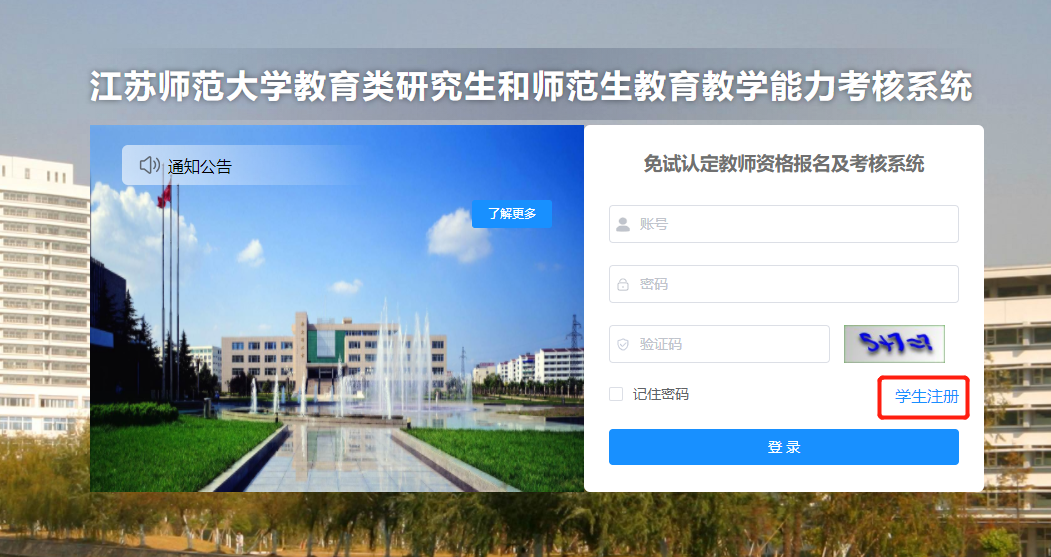 江苏师范大学教育类研究生和师范生教育教学能力考核系统
通知公告
了解更多
免试认定教师资格报名及考核系统
账号
密码
验证码
5+7=?
记住密码
学生注册
登录